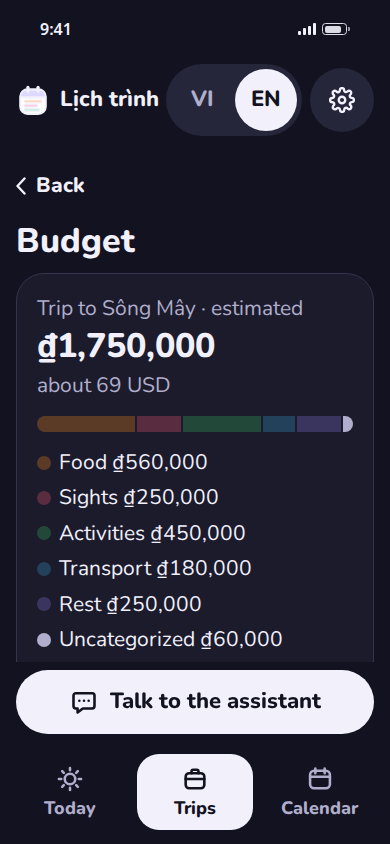 9:41
Lịch trình
VI
EN
Back
Budget
Trip to Sông Mây · estimated
₫1,750,000
about 69 USD
Food ₫560,000
Sights ₫250,000
Activities ₫450,000
Transport ₫180,000
Rest ₫250,000
Uncategorized ₫60,000
Talk to the assistant
Today
Trips
Calendar